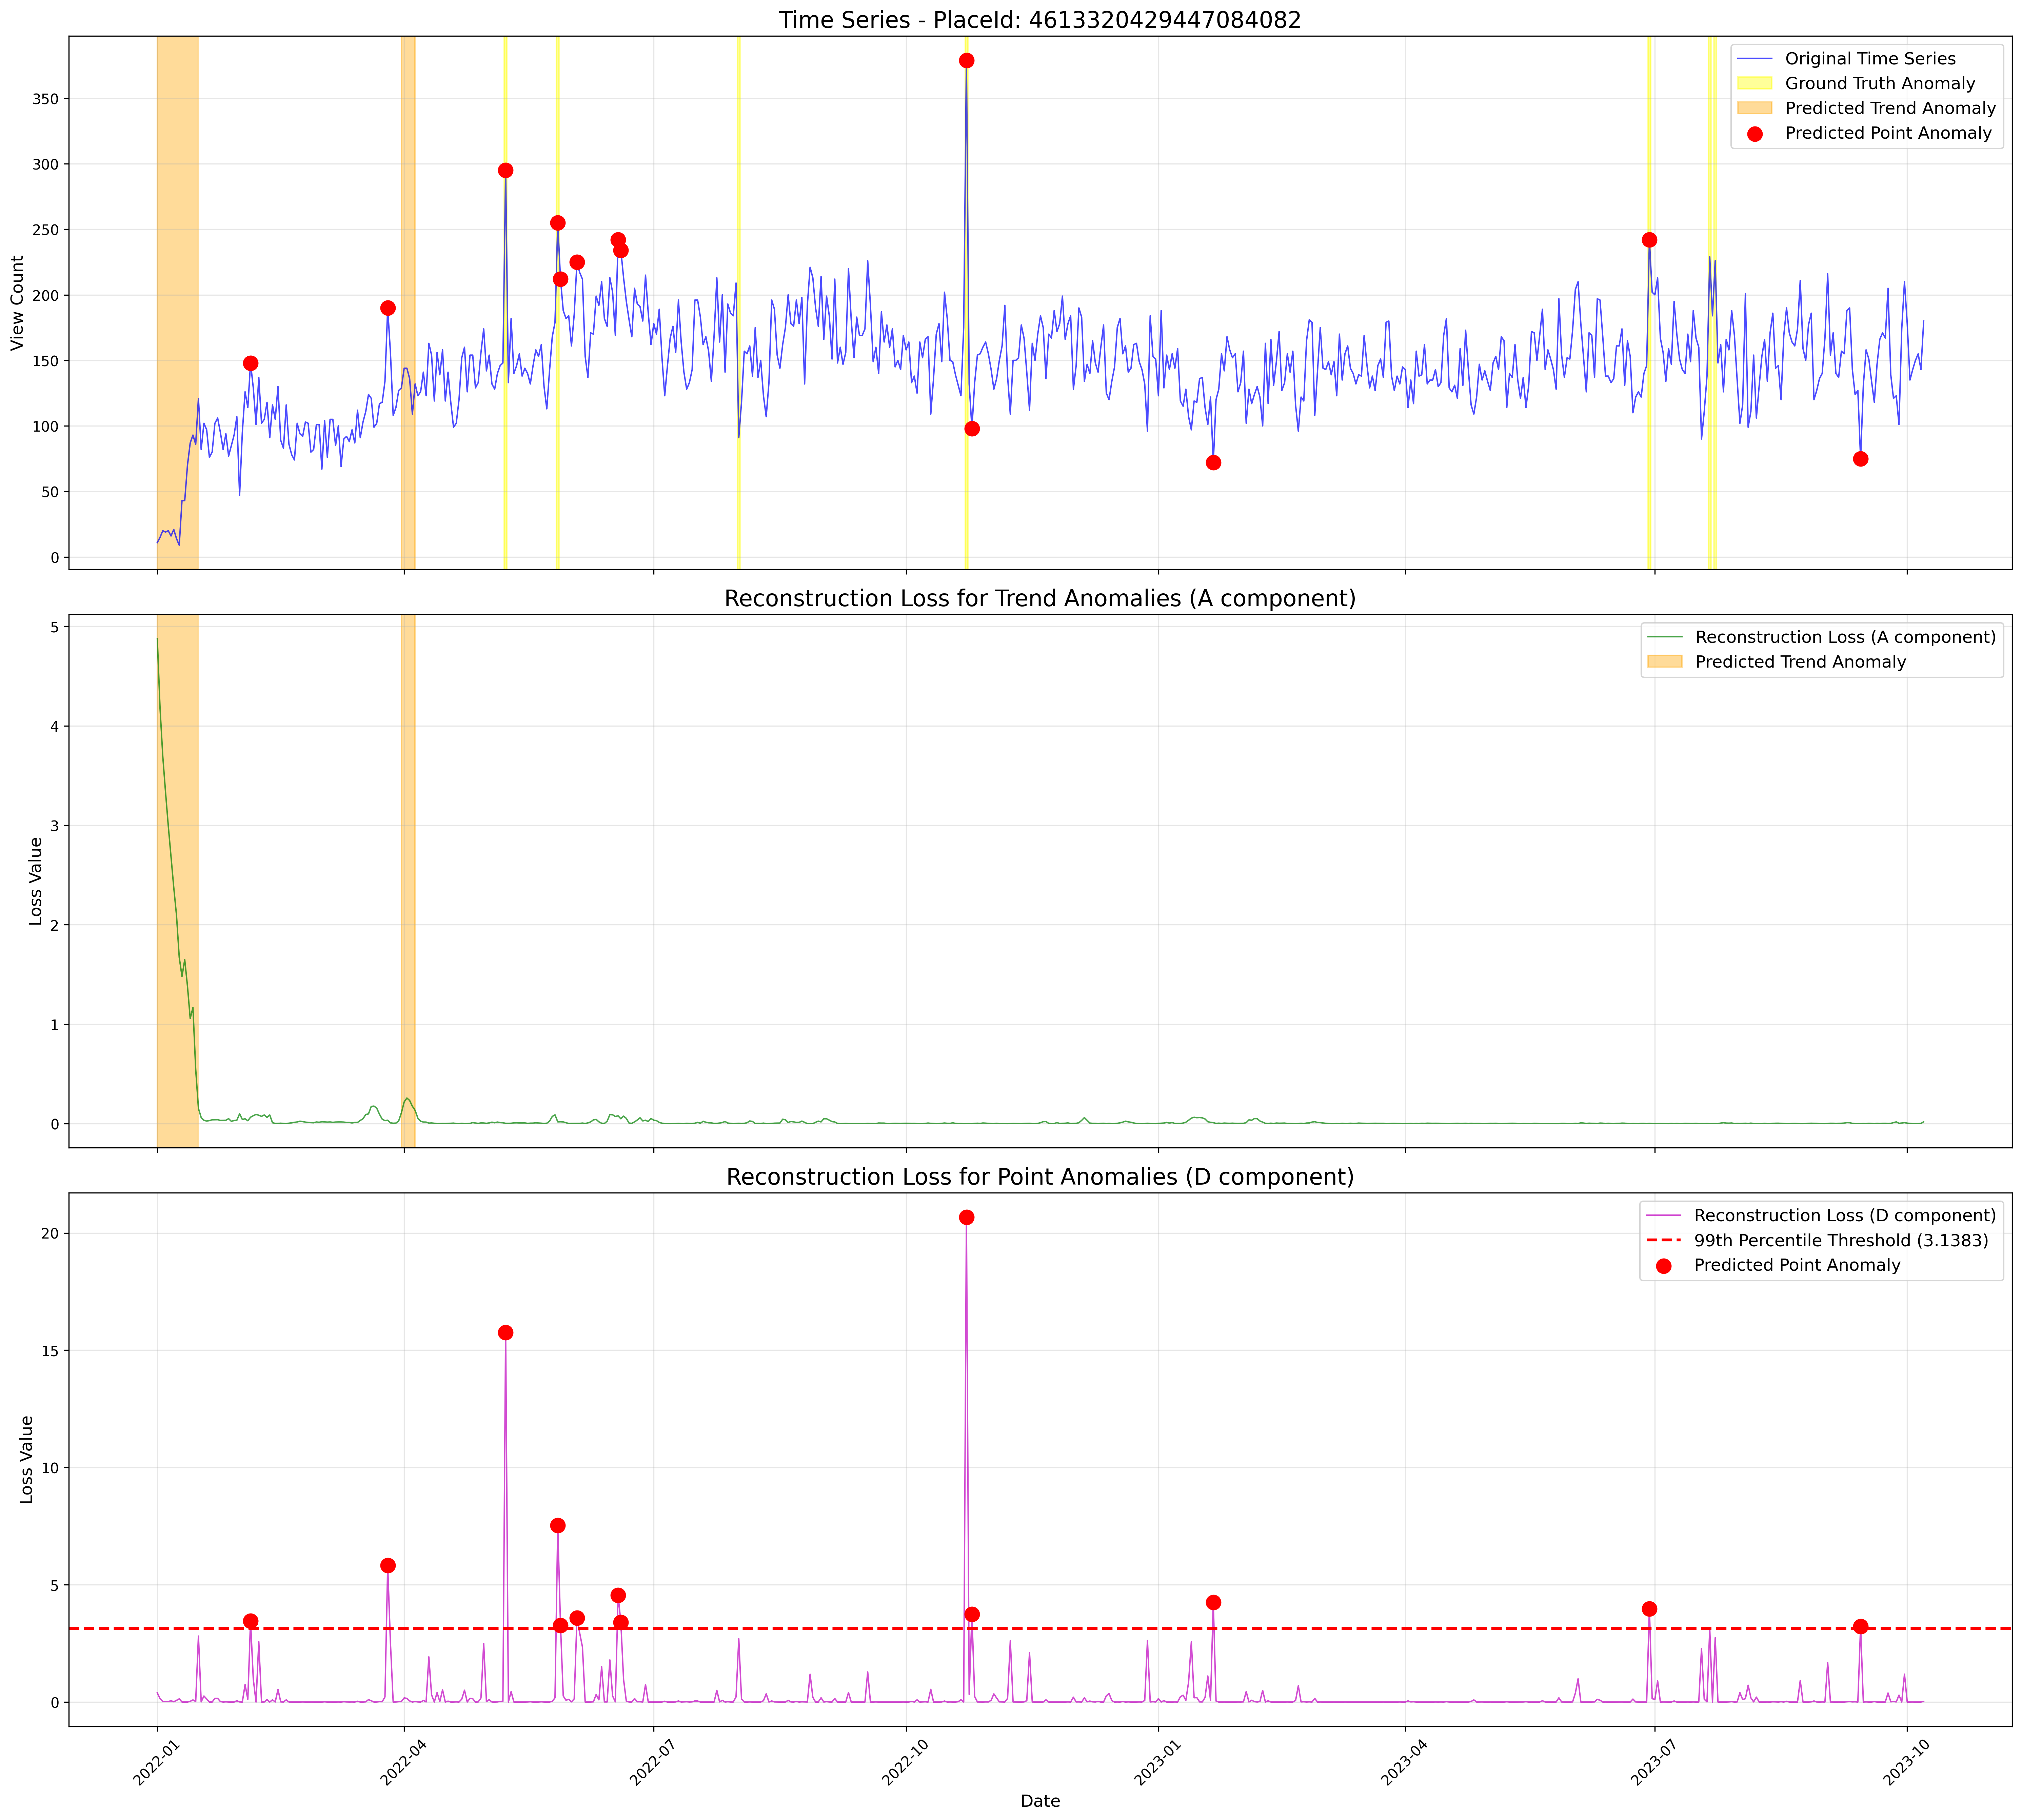 Time Series - PlaceId: 4613320429447084082
View Count
350
300
250
200
150
100
50
0
Original Time Series
Ground Truth Anomaly
Predicted Trend Anomaly
Predicted Point Anomaly
Reconstruction Loss for Trend Anomalies (A component)
Loss Value
5
4
3
2
1
0
Reconstruction Loss (A component)
Predicted Trend Anomaly
Reconstruction Loss for Point Anomalies (D component)
Loss Value
20
15
10
5
0
Reconstruction Loss (D component)
99th Percentile Threshold (3.1383)
Predicted Point Anomaly
2022-01
2022-04
2022-07
2022-10
2023-01
2023-04
2023-07
2023-10
Date